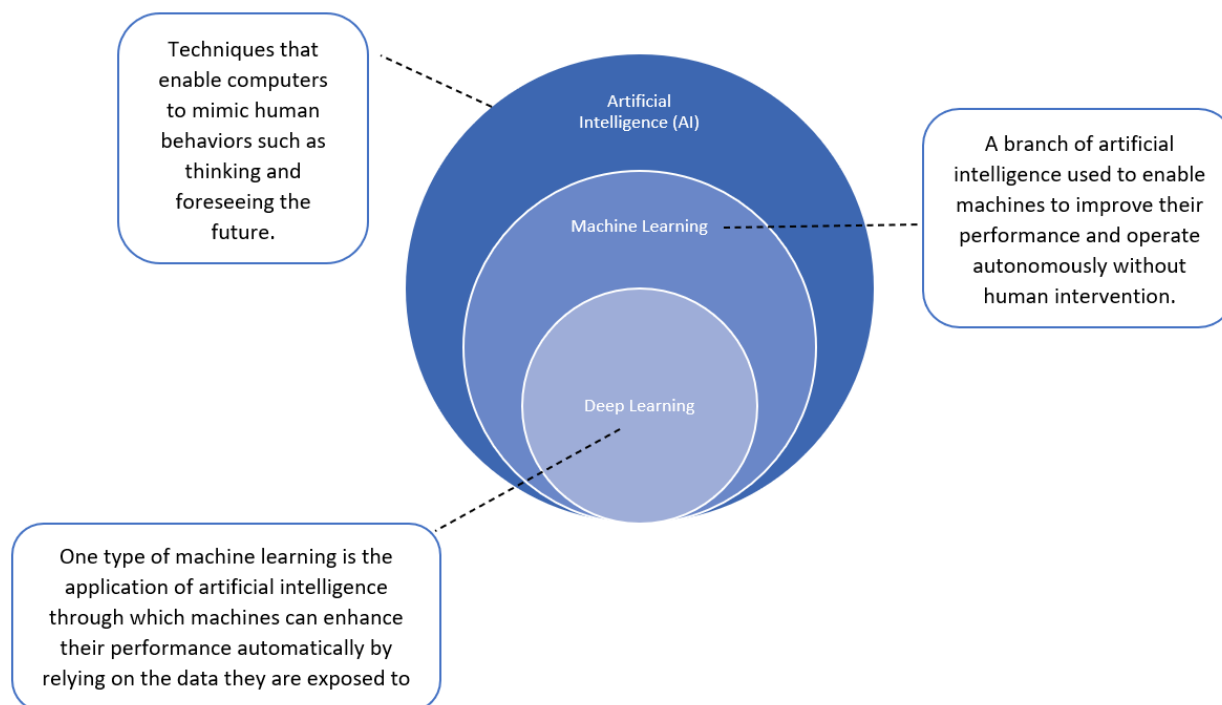 Techniques that
enable computers
to mimic human
behaviors such as
thinking and
foreseeing the
future.
Artificial
Intelligence (AI)
A branch of artificial
intelligence used to enable
machines to improve their
performance and operate
autonomously without
human intervention.
Machine Learning
Deep Learning
One type of machine learning is the
application of artificial intelligence
through which machines can enhance
their performance automatically by
relying on the data they are exposed to